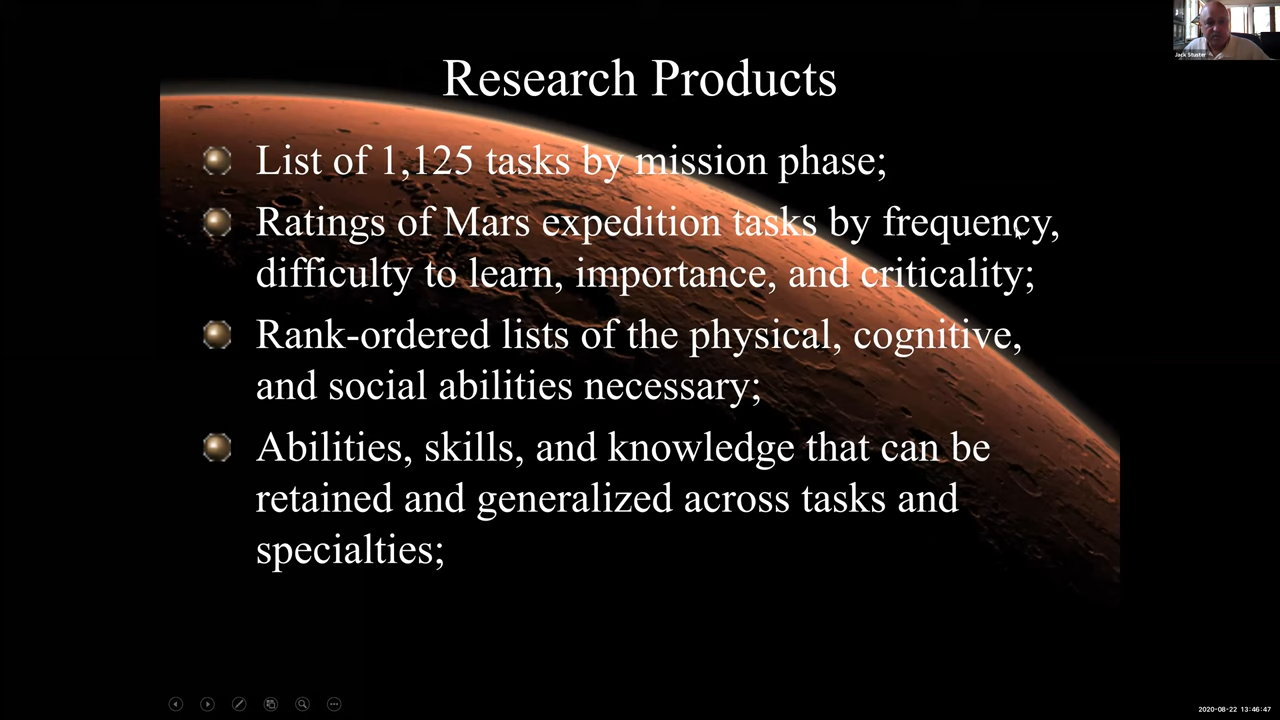 Jack Stuster
Research Products
List of 1,125 tasks by mission phase;
Ratings of Mars expedition tasks by frequency,
difficulty to learn, importance, and criticality;
Rank-ordered lists of the physical, cognitive,
and social abilities necessary;
Abilities, skills, and knowledge that can be
retained and generalized across tasks and
specialties;
2020-08-22 13:46:47